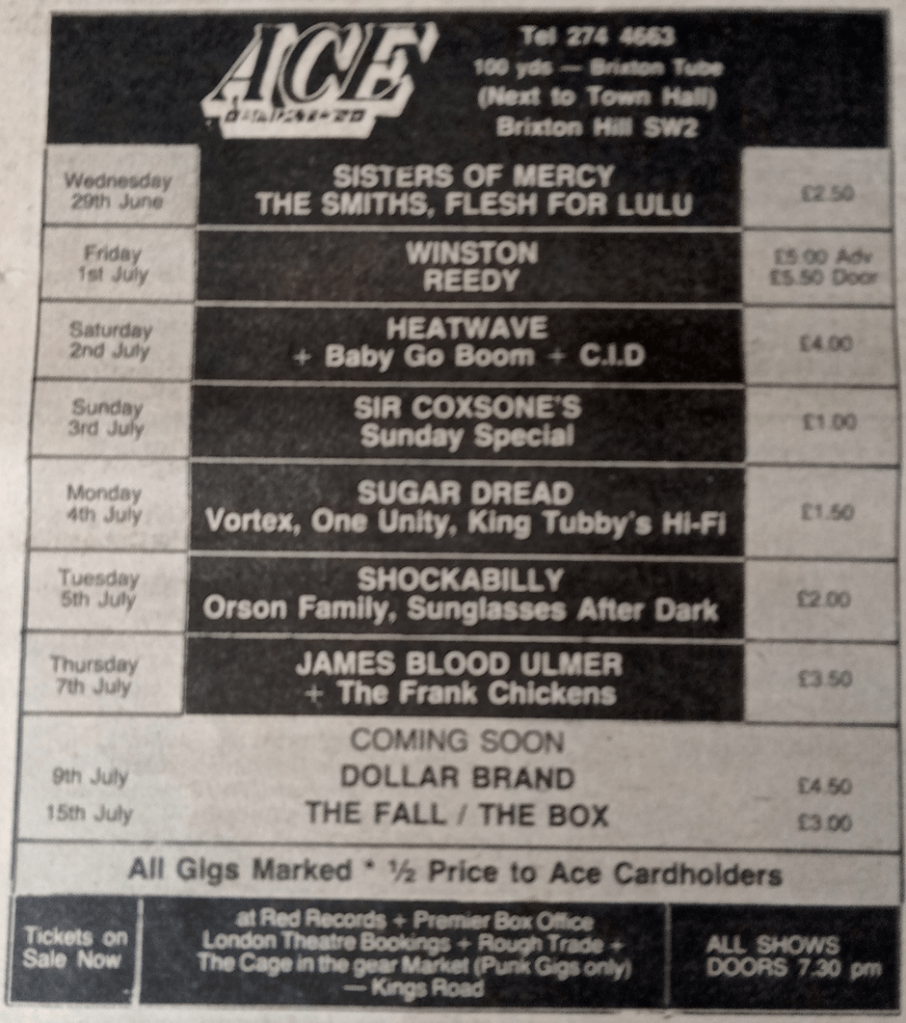 ACE
Tel 274 4663
100 yds — Brixton Tube
(Next to Town Hall)
Brixton Hill SW2
Wednesday
29th June
SISTERS OF MERCY
THE SMITHS, FLESH FOR LULU
£2.50
Friday
1st July
WINSTON
REEDY
£5.00 Adv
£5.50 Door
Saturday
2nd July
HEATWAVE
+ Baby Go Boom + C.I.D
£4.00
Sunday
3rd July
SIR COXSONE'S
Sunday Special
£1.00
Monday
4th July
SUGAR DREAD
Vortex, One Unity, King Tubby's Hi-Fi
£1.50
Tuesday
5th July
SHOCKABILLY
Orson Family, Sunglasses After Dark
£2.00
Thursday
7th July
JAMES BLOOD ULMER
+ The Frank Chickens
£3.50
COMING SOON
9th July DOLLAR BRAND £4.50
15th July THE FALL / THE BOX £3.00
All Gigs Marked * ½ Price to Ace Cardholders
Tickets on
Sale Now
at Red Records + Premier Box Office
London Theatre Bookings + Rough Trade +
The Cage in the gear Market (Punk Gigs only)
— Kings Road
ALL SHOWS
DOORS 7.30 pm